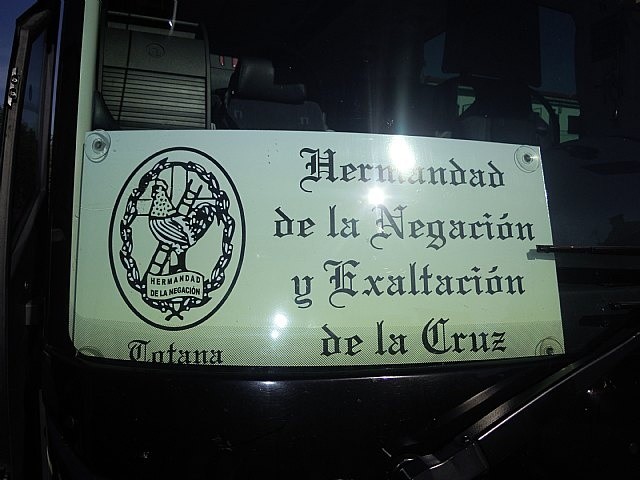 Hermandad
de la Negación
y Exaltación
de la Cruz
HERMANDAD
DE LA NEGACIÓN
Totana